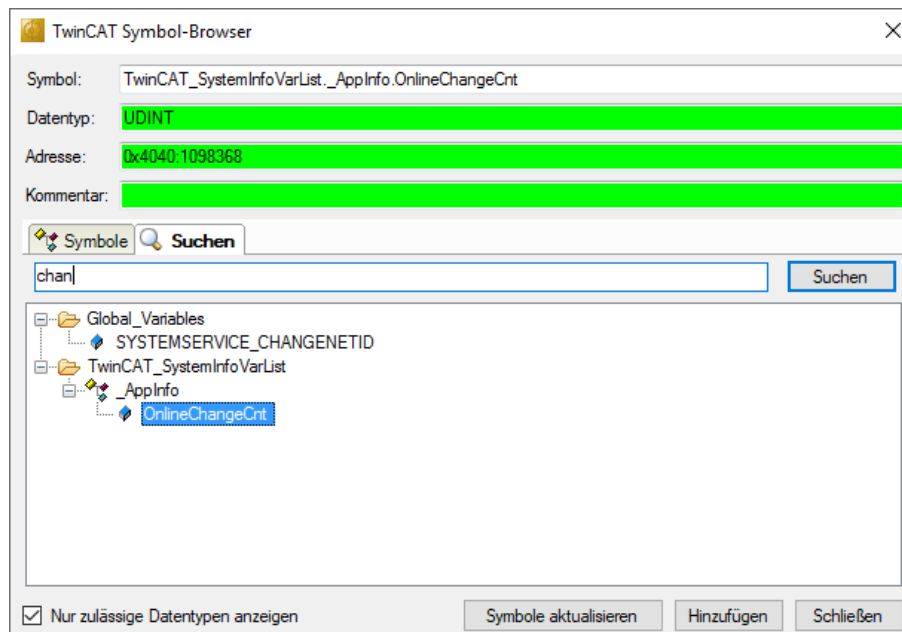 TwinCAT Symbol-Browser
Symbol: TwinCAT_SystemInfoVarList._AppInfo.OnlineChangeCnt
Datentyp: UDINT
Adresse: 0x4040:1098368
Kommentar:
Symbole Suchen
chan Suchen
Global_Variables
SYSTEMSERVICE_CHANGENETID
TwinCAT_SystemInfoVarList
_AppInfo
OnlineChangeCnt
Nur zulässige Datentypen anzeigen Symbole aktualisieren Hinzufügen Schließen